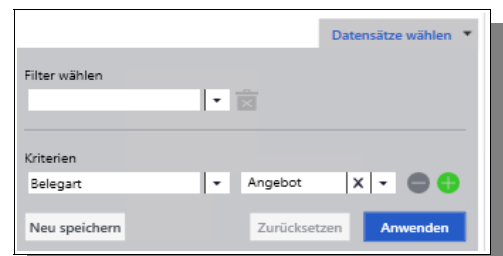 Datensätze wählen
Filter wählen
Kriterien
Belegart Angebot
Neu speichern Zurücksetzen Anwenden